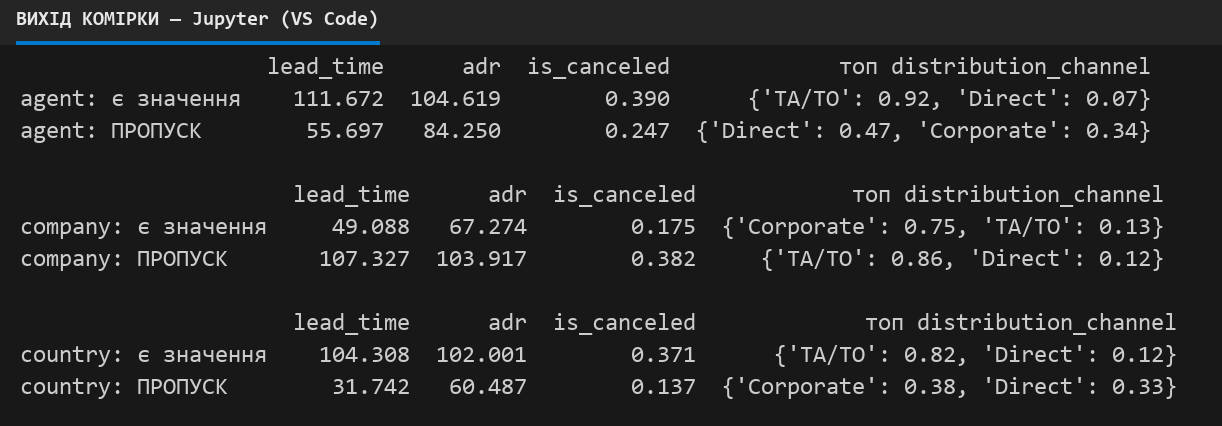 ВИХІД КОМІРКИ — Jupyter (VS Code)
lead_time adr is_canceled топ distribution_channel
agent: є значення 111.672 104.619 0.390 {'TA/TO': 0.92, 'Direct': 0.07}
agent: ПРОПУСК 55.697 84.250 0.247 {'Direct': 0.47, 'Corporate': 0.34}
lead_time adr is_canceled топ distribution_channel
company: є значення 49.088 67.274 0.175 {'Corporate': 0.75, 'TA/TO': 0.13}
company: ПРОПУСК 107.327 103.917 0.382 {'TA/TO': 0.86, 'Direct': 0.12}
lead_time adr is_canceled топ distribution_channel
country: є значення 104.308 102.001 0.371 {'TA/TO': 0.82, 'Direct': 0.12}
country: ПРОПУСК 31.742 60.487 0.137 {'Corporate': 0.38, 'Direct': 0.33}